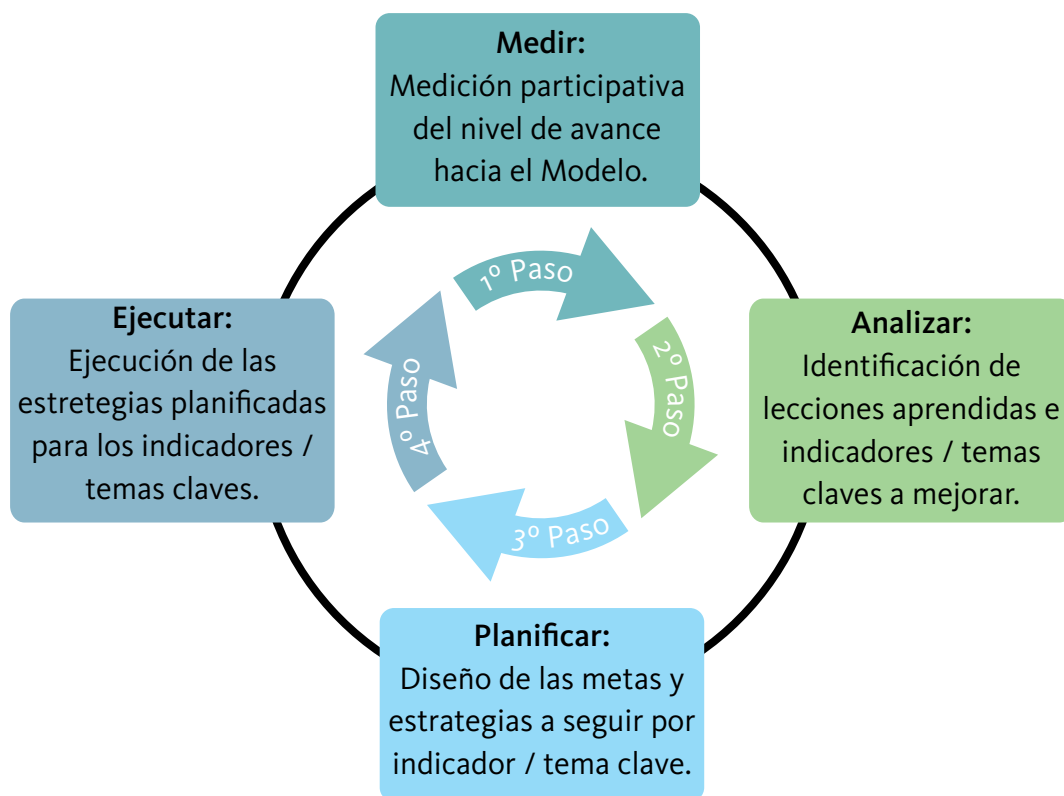 Medir:
Medición participativa
del nivel de avance
hacia el Modelo.
1º Paso
Analizar:
Identificación de
lecciones aprendidas e
indicadores / temas
claves a mejorar.
2º Paso
Planificar:
Diseño de las metas y
estrategias a seguir por
indicador / tema clave.
3º Paso
Ejecutar:
Ejecución de las
estretegias planificadas
para los indicadores /
temas claves.
4º Paso